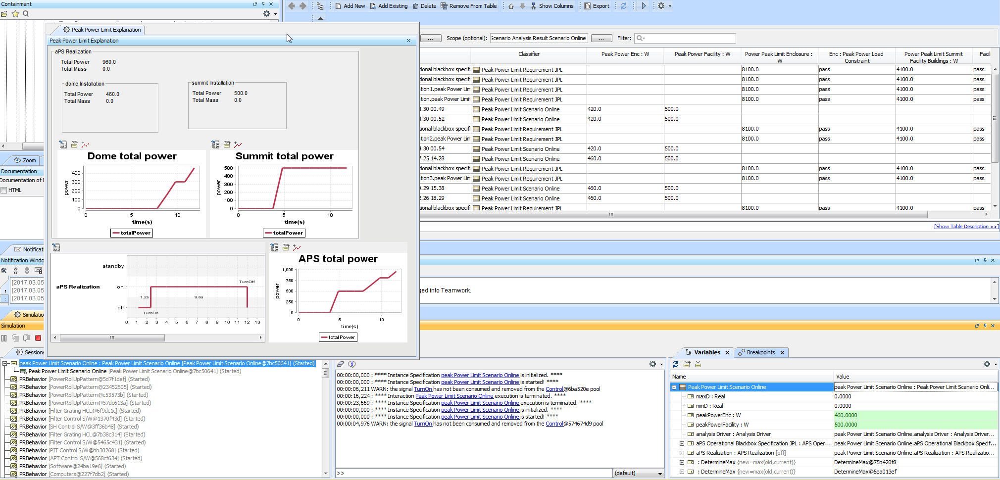 Containment
Add New Add Existing Delete Remove From Table Show Columns Export
Peak Power Limit Explanation
Peak Power Limit Explanation
aPS Realization
Total Power 960.0
Total Mass 0.0
dome Installation
Total Power 460.0
Total Mass 0.0
summit Installation
Total Power 500.0
Total Mass 0.0
Dome total power
power
400
300
200
100
0
0 5 10
time(s)
totalPower
Summit total power
power
500
400
300
200
100
0
0 5 10
time(s)
totalPower
aPS Realization
standby
on
off
TurnOff
1.2s 9.6s
TurnOn
0 1 2 3 4 5 6 7 8 9 10 11 12 13
APS total power
power
1,000
750
500
250
0
0 5 10
time(s)
totalPower
Zoom
Documentation
HTML
Simulation
... Scope (optional): Scenario Analysis Result Scenario Online ... Filter:
Classifier Peak Power Enc : W Peak Power Facility : W Power Peak Limit Enclosure : W Enc : Peak Power Load Constraint Power Peak Limit Summit Facility Buildings : W Facil
tional blackbox specifi Peak Power Limit Requirement JPL 8100.0 pass 4100.0 pass
tional blackbox specifi Peak Power Limit Requirement JPL 8100.0 pass 4100.0 pass
ation1.peak Power Lim Peak Power Limit Requirement JPL 8100.0 pass 4100.0 pass
ation.peak Power Limit Peak Power Limit Requirement JPL 8100.0 pass 4100.0 pass
4.30 00.49 Peak Power Limit Scenario Online 420.0 500.0
4.30 00.52 Peak Power Limit Scenario Online 420.0 500.0
tional blackbox specifi Peak Power Limit Requirement JPL 8100.0 pass 4100.0 pass
ation2.peak Power Lim Peak Power Limit Requirement JPL 8100.0 pass 4100.0 pass
4.30 00.54 Peak Power Limit Scenario Online 420.0 500.0
7.25 14.28 Peak Power Limit Scenario Online 460.0 500.0
tional blackbox specifi Peak Power Limit Requirement JPL 8100.0 pass 4100.0 pass
ation3.peak Power Lim Peak Power Limit Requirement JPL 8100.0 pass 4100.0 pass
9.29 15.38 Peak Power Limit Scenario Online 460.0 500.0
2.26 18.29 Peak Power Limit Scenario Online 460.0 500.0
tional blackbox specifi Peak Power Limit Requirement JPL 8100.0 pass 4100.0 pass
[Show Table Description >>]
Documentation of
Notificat
Notification Windo
[2017.03.05
[2017.03.05
[2017.03.05
ged into Teamwork.
Simulatio
Sessions
peak Power Limit Scenario Online : Peak Power Limit Scenario Online [Peak Power Limit Scenario Online@7bc50641] (Started)
Peak Power Limit Scenario Online [Peak Power Limit Scenario Online@7bc50641] (Started)
PRBehavior [PowerRollUpPattern@5d7f1def] (Started)
PRBehavior [PowerRollUpPattern@23452605] (Started)
PRBehavior [PowerRollUpPattern@c53573b] (Started)
PRBehavior [PowerRollUpPattern@57dc613a] (Started)
PRBehavior [Filter Grating HCL@6f9dc1c] (Started)
PRBehavior [Filter Control S/W@1370f43d] (Started)
PRBehavior [SH Control S/W@3ff36b48] (Started)
PRBehavior [Filter Grating HCL@7b38c314] (Started)
PRBehavior [Filter Control S/W@5465c431] (Started)
PRBehavior [PIT Control S/W@bb30268] (Started)
PRBehavior [APT Control S/W@568cf634] (Started)
PRBehavior [Software@24ba19e6] (Started)
PRBehavior [Computers@227f7db2] (Started)
00:00:00,000 : **** Instance Specification peak Power Limit Scenario Online is initialized. ****
00:00:00,000 : **** Instance Specification peak Power Limit Scenario Online is started! ****
00:00:06,211 WARN: the signal TurnOn has not been consumed and removed from the Control@6ba520e pool
00:00:16,224 : **** Interaction Peak Power Limit Scenario Online execution is terminated. ****
00:00:23,669 : **** Instance Specification peak Power Limit Scenario Online execution is terminated. ****
00:00:00,000 : **** Instance Specification peak Power Limit Scenario Online is initialized. ****
00:00:00,000 : **** Instance Specification peak Power Limit Scenario Online is started! ****
00:00:04,976 WARN: the signal TurnOn has not been consumed and removed from the Control@574674d9 pool
>> (default)
Variables Breakpoints
Name Value
Peak Power Limit Scenario Online peak Power Limit Scenario Online : Peak Power Limit Scenario Onli...
maxD : Real 0.0000
minD : Real 0.0000
peakPowerEnc : W 460.0000
peakPowerFacility : W 500.0000
analysis Driver : Analysis Driver peak Power Limit Scenario Online.analysis Driver : Analysis Driver...
aPS Operational Blackbox Specification JPL : APS Oper... peak Power Limit Scenario Online.aPS Operational Blackbox Specif...
aPS Realization : APS Realization [off] peak Power Limit Scenario Online.aPS Realization : APS Realizatio...
: DetermineMax {new=max(old,current)} DetermineMax@75b420f8
: DetermineMax {new=max(old,current)} DetermineMax@5ea013ef